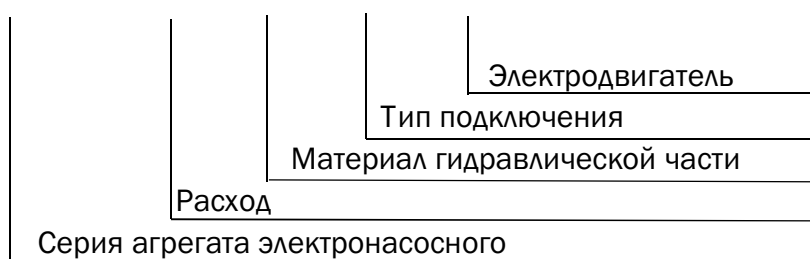 Электродвигатель
Тип подключения
Материал гидравлической части
Расход
Серия агрегата электронасосного